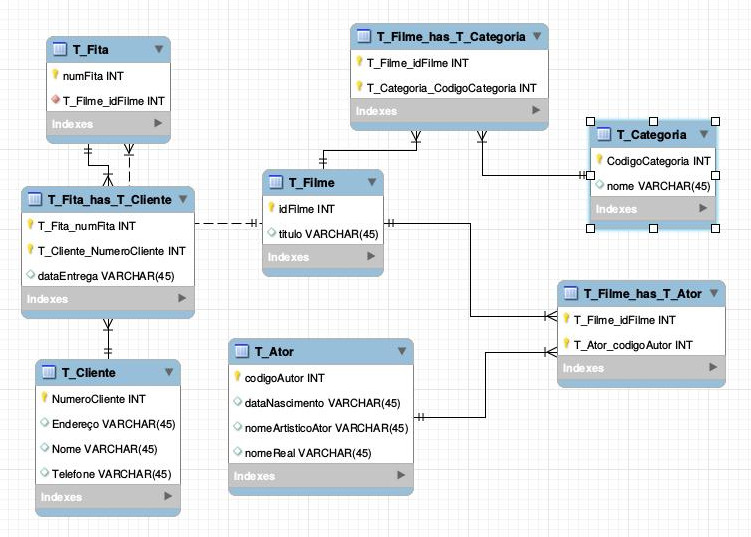 T_Fita
numFita INT
T_Filme_idFilme INT
Indexes
T_Filme_has_T_Categoria
T_Filme_idFilme INT
T_Categoria_CodigoCategoria INT
Indexes
T_Categoria
CodigoCategoria INT
nome VARCHAR(45)
Indexes
T_Fita_has_T_Cliente
T_Fita_numFita INT
T_Cliente_NumeroCliente INT
dataEntrega VARCHAR(45)
Indexes
T_Filme
idFilme INT
titulo VARCHAR(45)
Indexes
T_Filme_has_T_Ator
T_Filme_idFilme INT
T_Ator_codigoAutor INT
Indexes
T_Cliente
NumeroCliente INT
Endereço VARCHAR(45)
Nome VARCHAR(45)
Telefone VARCHAR(45)
Indexes
T_Ator
codigoAutor INT
dataNascimento VARCHAR(45)
nomeArtisticoAtor VARCHAR(45)
nomeReal VARCHAR(45)
Indexes